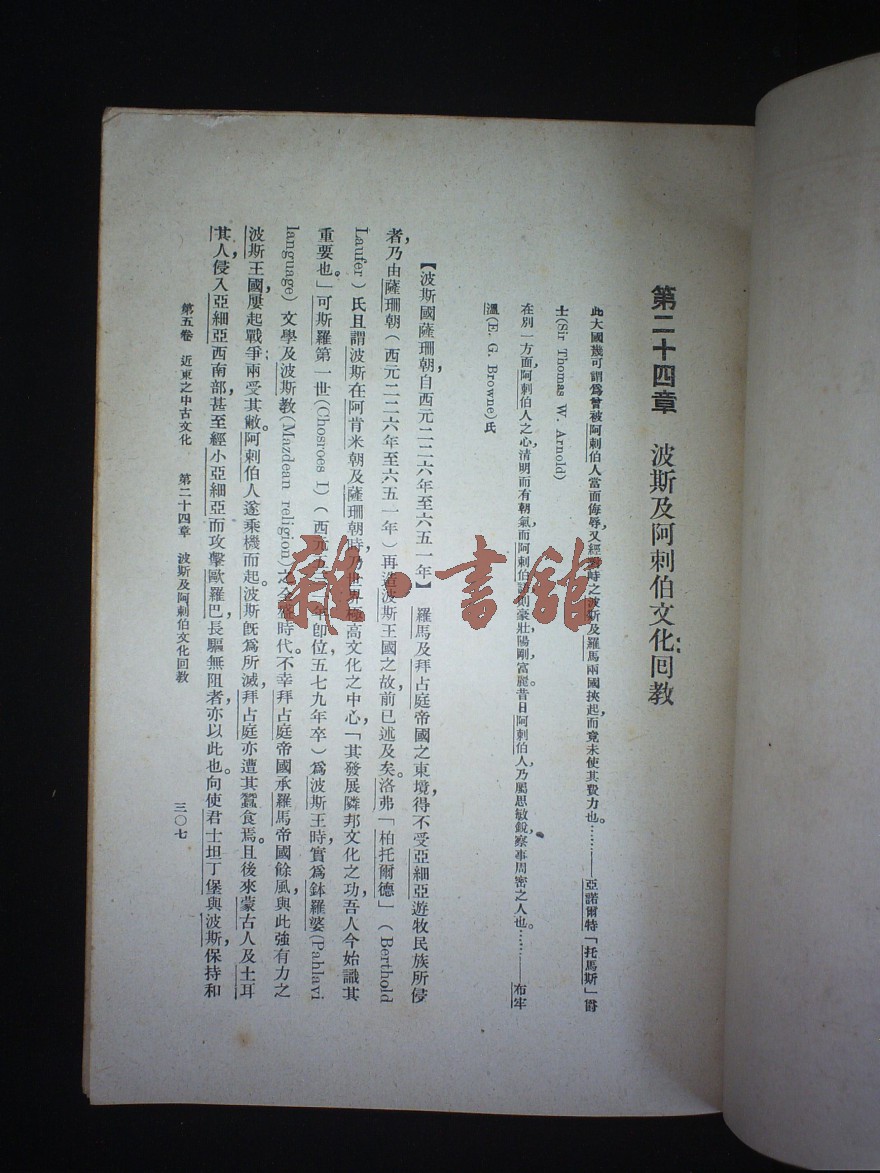 第二十四章　波斯及阿剌伯文化回教
此大國幾可謂爲曾被阿剌伯人當面侮辱，又經當時之波斯及羅馬兩國挾起而竟未使其費力也。……——亞諾爾特「托馬斯」爵
士(Sir Thomas W. Arnold)
在別一方面，阿剌伯人之心，清明而有朝氣，而阿剌伯豪壯陽剛富麗。昔日阿剌伯人乃屬思敏銳，察事周密之人也。……——布牢
溫(E. G. Browne)氏
【波斯國薩珊朝，自西元二二六年至六五一年】　羅馬及拜占庭帝國之東境，得不受亞細亞遊牧民族所侵
者，乃由薩珊朝（西元二二六年至六五一年）再造波斯王國之故，前已述及矣。洛弗「柏托爾德」（Berthold
Laufer）氏且謂波斯在阿肯米朝及薩珊朝時，乃世界極高文化之中心，「其發展隣邦文化之功，吾人今始識其
重要也。」可斯羅第一世(Chosroes I)（西元五年卽位，五七九年卒）爲波斯王時，實爲鉢羅婆(Pahlavi
language)文學及波斯教(Mazdean religion)之全盛時代。不幸拜占庭帝國承羅馬帝國餘風，與此強有力之
波斯王國，屢起戰爭；兩受其敝。阿剌伯人遂乘機而起。波斯旣爲所滅，拜占庭亦遭其蠶食焉。且後來蒙古人及土耳
其人，侵入亞細亞西南部，甚至經小亞細亞而攻擊歐羅巴，長驅無阻者，亦以此也。向使君士坦丁堡與波斯，保持和
第五卷　近東之中古文化　第二十四章　波斯及阿剌伯文化回教
三〇七
雜·書館